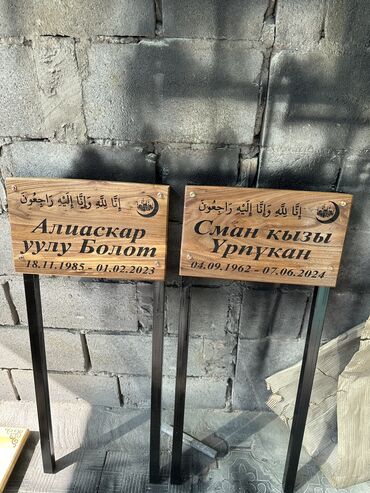 إِنَّا لِلَّهِ وَإِنَّا إِلَيْهِ رَاجِعُونَ
Алиаскар
уулу Болот
18.11.1985 - 01.02.2023
إِنَّا لِلَّهِ وَإِنَّا إِلَيْهِ رَاجِعُونَ
Сман кызы
Үрпүкан
04.09.1962 - 07.06.2024